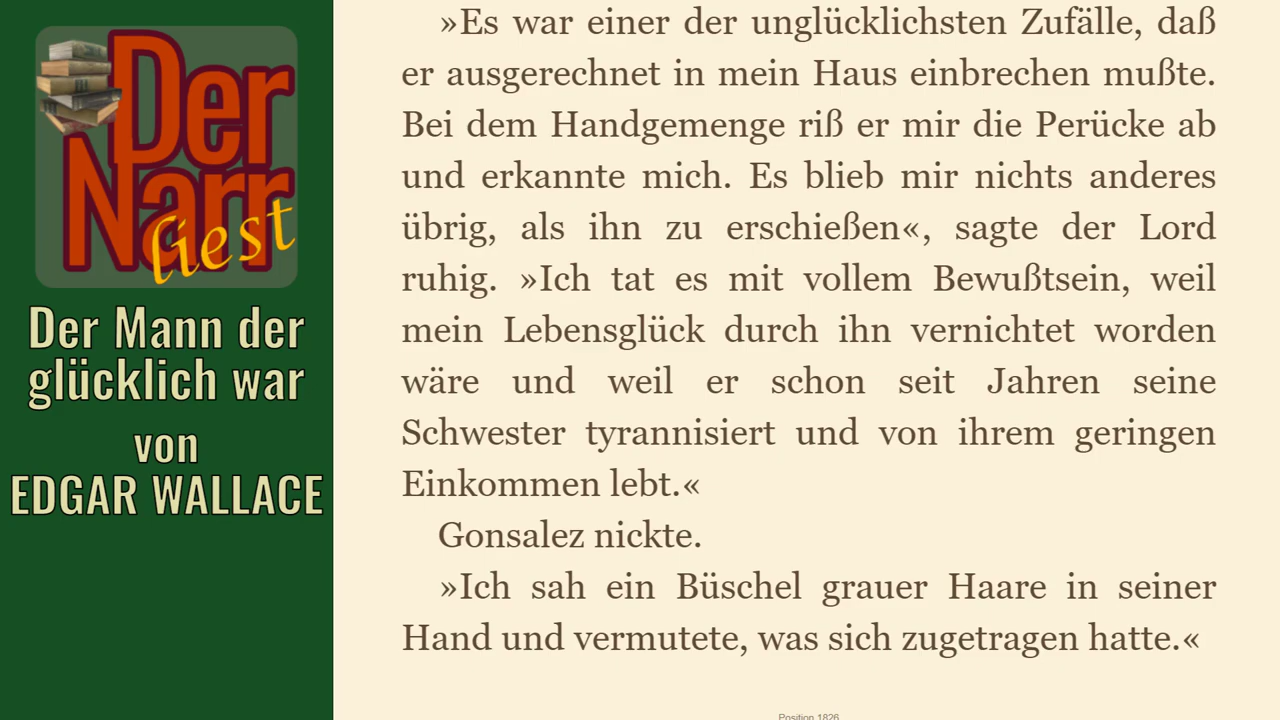 Der
Narr
liest
Der Mann der
glücklich war
von
EDGAR WALLACE
»Es war einer der unglücklichsten Zufälle, daß
er ausgerechnet in mein Haus einbrechen mußte.
Bei dem Handgemenge riß er mir die Perücke ab
und erkannte mich. Es blieb mir nichts anderes
übrig, als ihn zu erschießen«, sagte der Lord
ruhig. »Ich tat es mit vollem Bewußtsein, weil
mein Lebensglück durch ihn vernichtet worden
wäre und weil er schon seit Jahren seine
Schwester tyrannisiert und von ihrem geringen
Einkommen lebt.«
Gonsalez nickte.
»Ich sah ein Büschel grauer Haare in seiner
Hand und vermutete, was sich zugetragen hatte.«
Position 1826